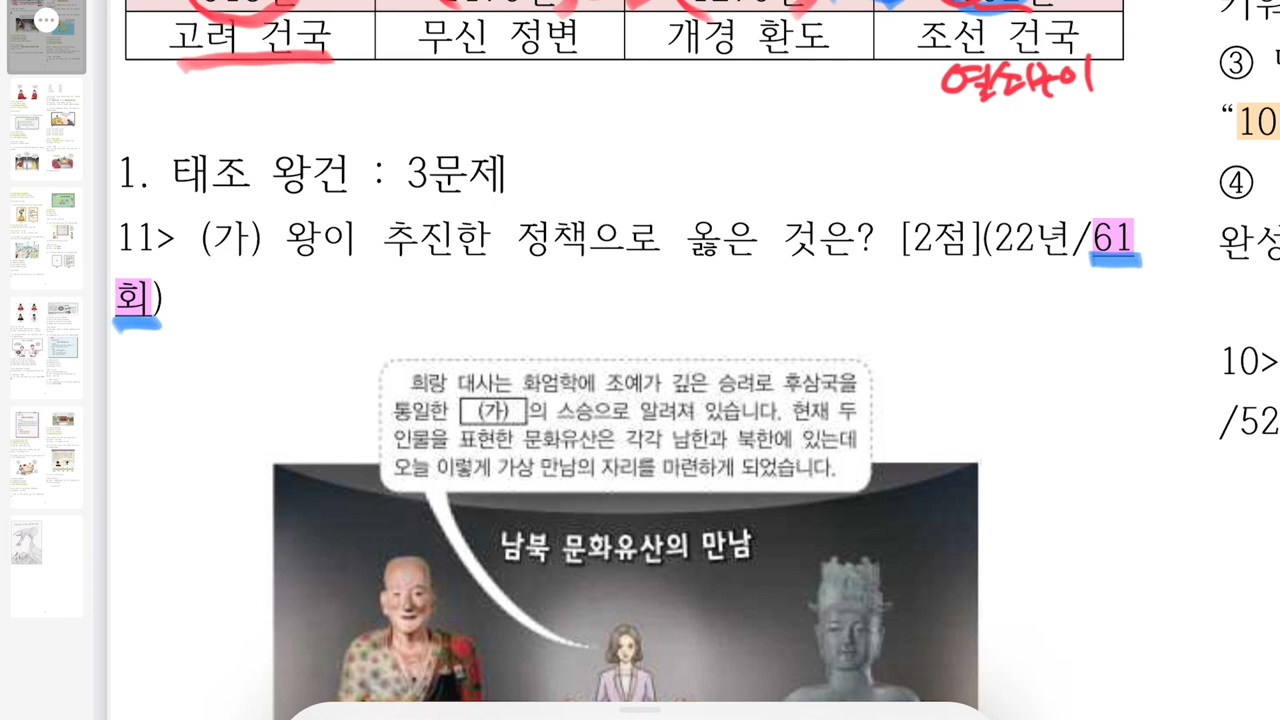 고려 건국 무신 정변 개경 환도 조선 건국
1. 태조 왕건 : 3문제
11> (가) 왕이 추진한 정책으로 옳은 것은? [2점](22년/61
회)
희랑 대사는 화엄학에 조예가 깊은 승려로 후삼국을
통일한 (가) 의 스승으로 알려져 있습니다. 현재 두
인물을 표현한 문화유산은 각각 남한과 북한에 있는데
오늘 이렇게 가상 만남의 자리를 마련하게 되었습니다.
남북 문화유산의 만남
③
“10
④
완성
10>
/52